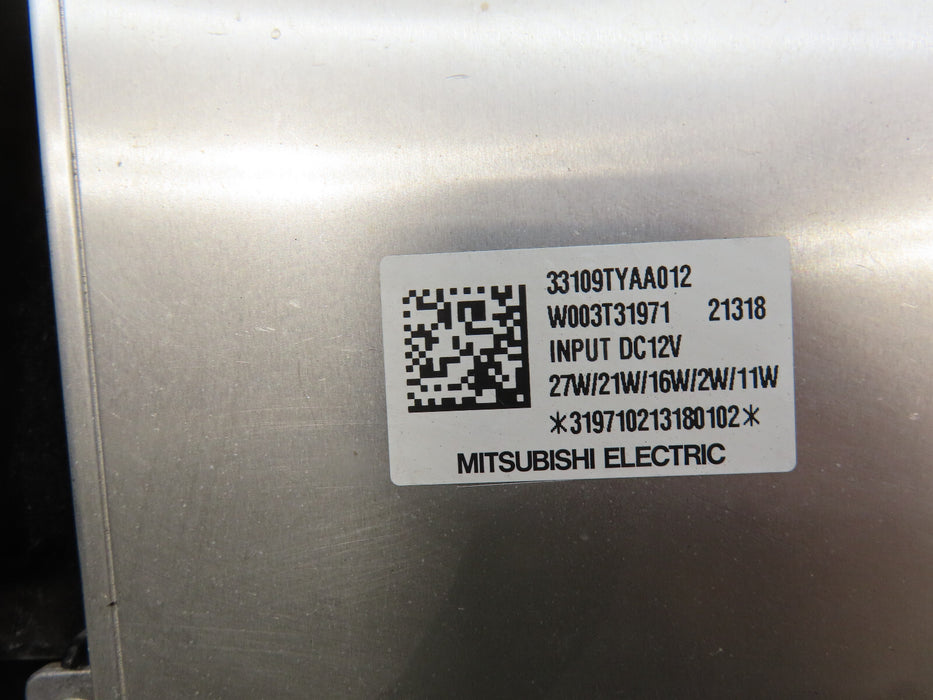 33109TYAA012
W003T31971 21318
INPUT DC12V
27W/21W/16W/2W/11W
*319710213180102*
MITSUBISHI ELECTRIC